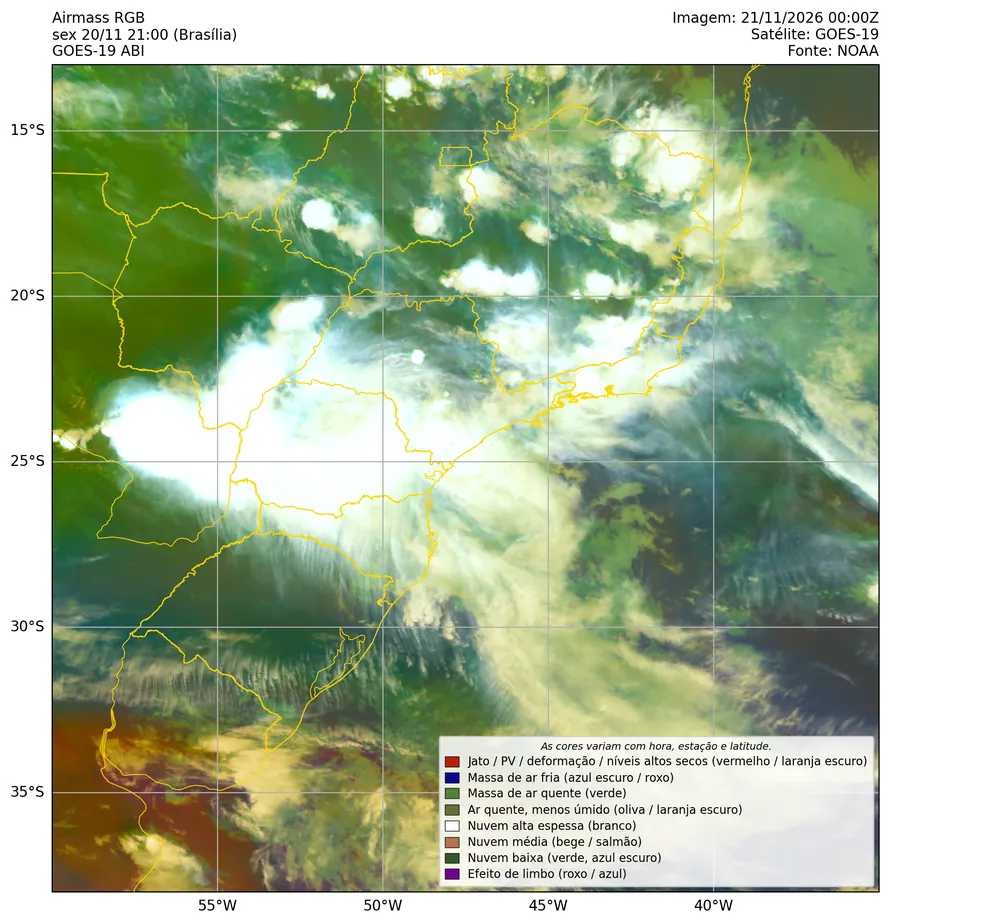 Airmass RGB
sex 20/11 21:00 (Brasília)
GOES-19 ABI
Imagem: 21/11/2026 00:00Z
Satélite: GOES-19
Fonte: NOAA
15°S
20°S
25°S
30°S
35°S
55°W
50°W
45°W
40°W
As cores variam com hora, estação e latitude.
Jato / PV / deformação / níveis altos secos (vermelho / laranja escuro)
Massa de ar fria (azul escuro / roxo)
Massa de ar quente (verde)
Ar quente, menos úmido (oliva / laranja escuro)
Nuvem alta espessa (branco)
Nuvem média (bege / salmão)
Nuvem baixa (verde, azul escuro)
Efeito de limbo (roxo / azul)